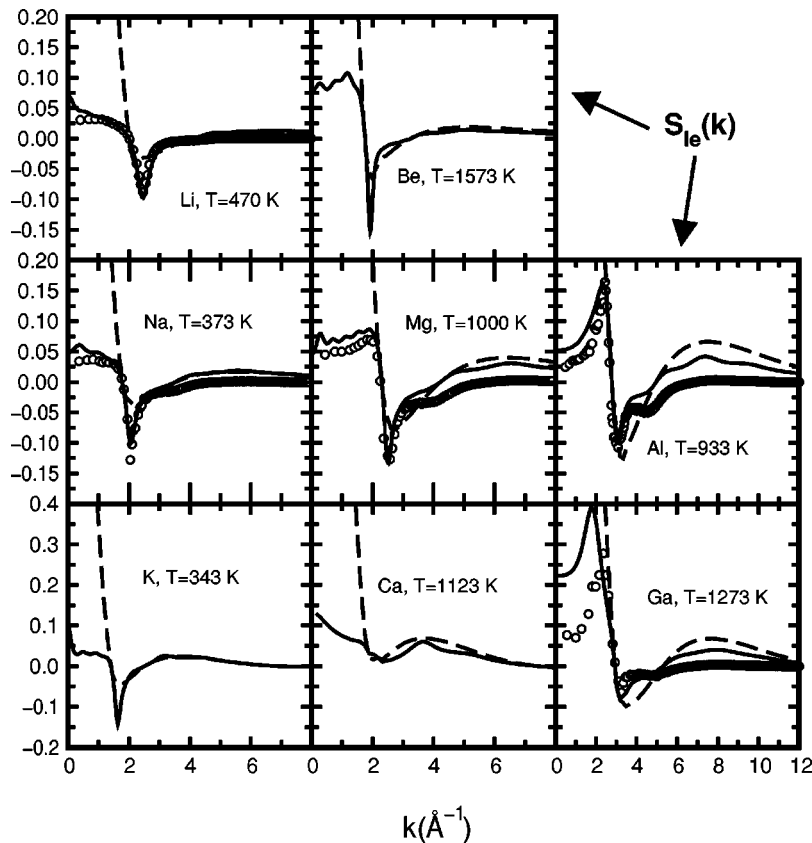 0.20
0.15
0.10
0.05
0.00
−0.05
−0.10
−0.15
Li, T=470 K
Be, T=1573 K
S_Ie(k)
0.20
0.15
0.10
0.05
0.00
−0.05
−0.10
−0.15
Na, T=373 K
Mg, T=1000 K
Al, T=933 K
0.4
0.3
0.2
0.1
0.0
−0.1
−0.2
K, T=343 K
Ca, T=1123 K
Ga, T=1273 K
0 2 4 6 0 2 4 6 0 2 4 6 8 10 12
k(Å⁻¹)